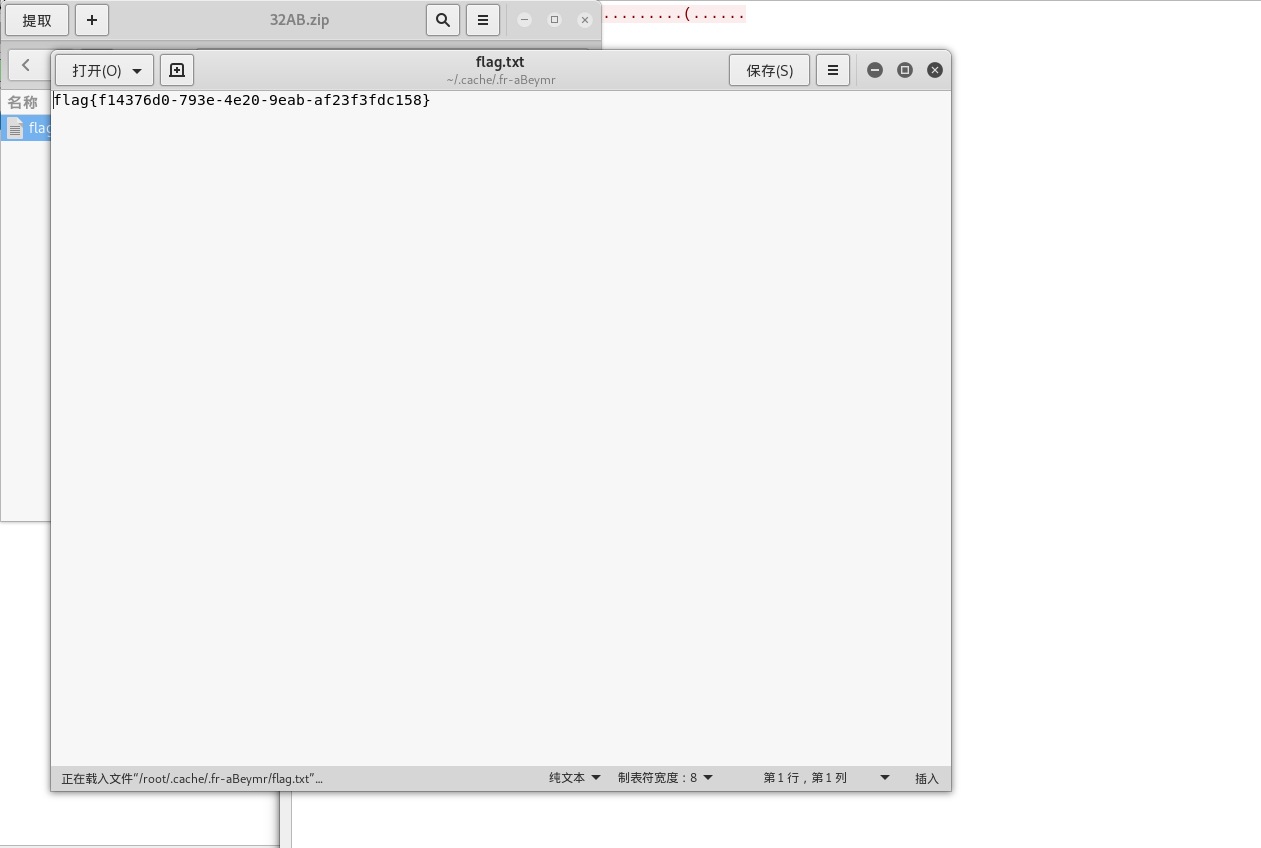 提取
32AB.zip
.........(......
打开(O)
flag.txt
~/.cache/.fr-aBeymr
保存(S)
名称
flag
flag{f14376d0-793e-4e20-9eab-af23f3fdc158}
正在载入文件“/root/.cache/.fr-aBeymr/flag.txt”…
纯文本
制表符宽度：8
第 1 行，第 1 列
插入